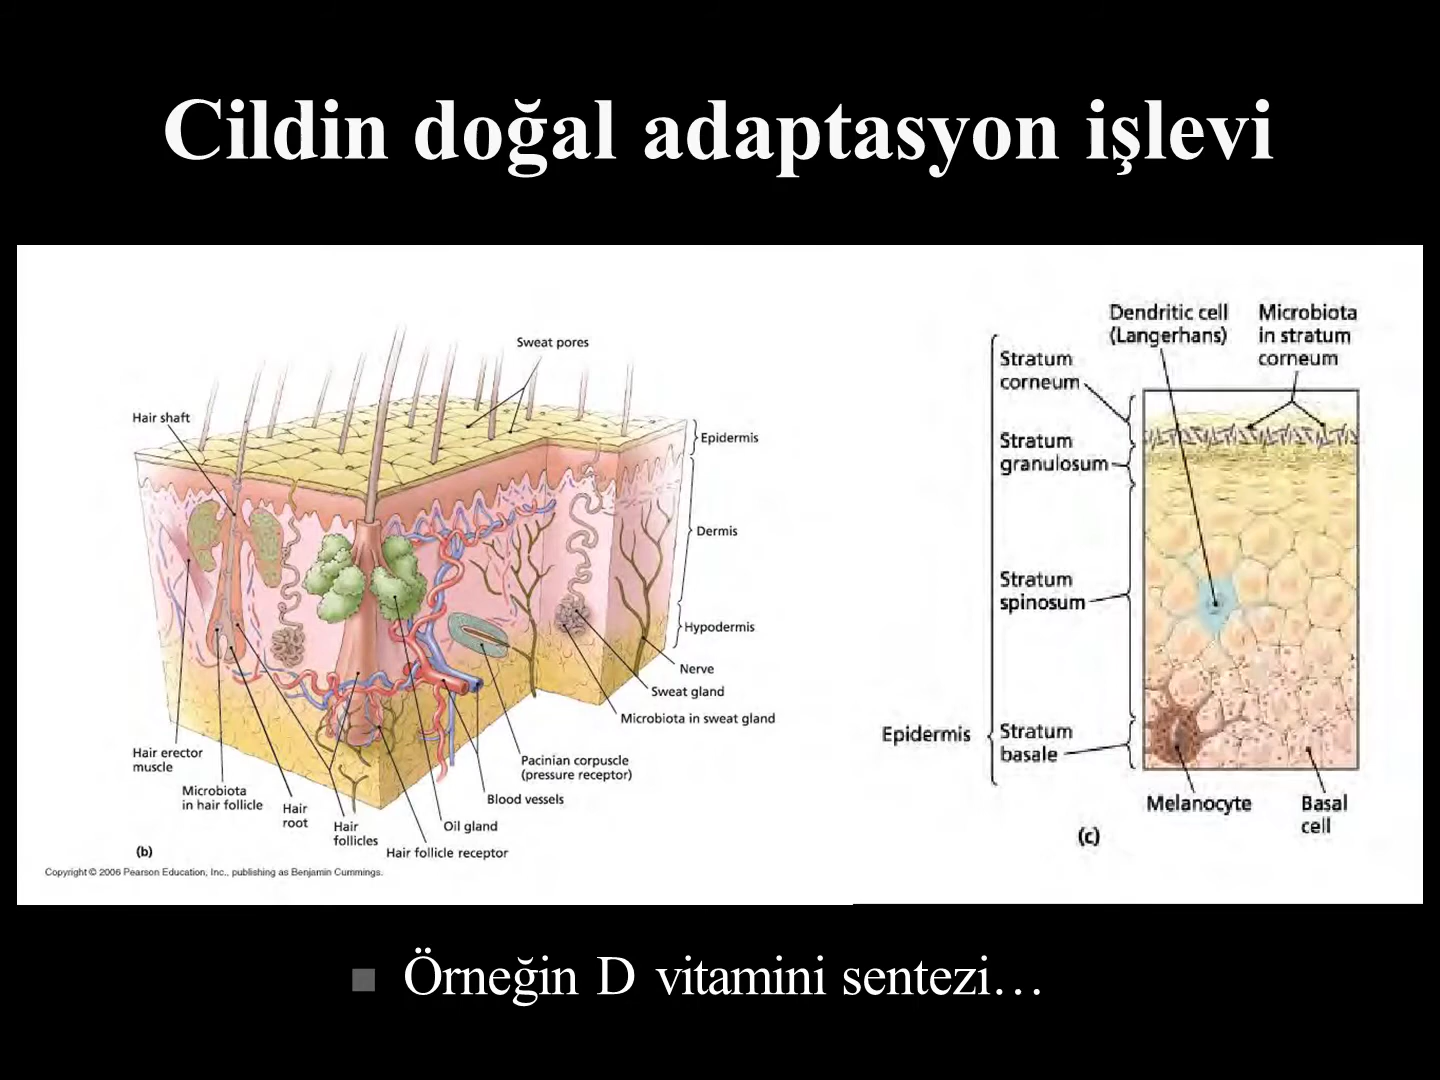 Cildin doğal adaptasyon işlevi
Sweat pores
Hair shaft
Epidermis
Dermis
Hypodermis
Nerve
Sweat gland
Microbiota in sweat gland
Pacinian corpuscle
(pressure receptor)
Blood vessels
Oil gland
Hair follicle receptor
Hair
follicles
Hair
root
Microbiota
in hair follicle
Hair erector
muscle
(b)
Copyright © 2006 Pearson Education, Inc., publishing as Benjamin Cummings.
Dendritic cell
(Langerhans)
Microbiota
in stratum
corneum
Stratum
corneum
Stratum
granulosum
Stratum
spinosum
Epidermis
Stratum
basale
Melanocyte
Basal
cell
(c)
Örneğin D vitamini sentezi…